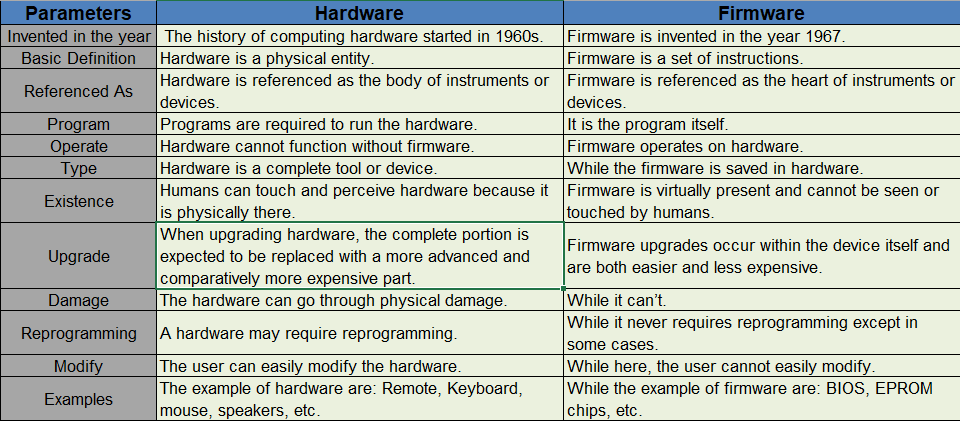 Parameters Hardware Firmware
Invented in the year The history of computing hardware started in 1960s. Firmware is invented in the year 1967.
Basic Definition Hardware is a physical entity. Firmware is a set of instructions.
Referenced As Hardware is referenced as the body of instruments or devices. Firmware is referenced as the heart of instruments or devices.
Program Programs are required to run the hardware. It is the program itself.
Operate Hardware cannot function without firmware. Firmware operates on hardware.
Type Hardware is a complete tool or device. While the firmware is saved in hardware.
Existence Humans can touch and perceive hardware because it is physically there. Firmware is virtually present and cannot be seen or touched by humans.
Upgrade When upgrading hardware, the complete portion is expected to be replaced with a more advanced and comparatively more expensive part. Firmware upgrades occur within the device itself and are both easier and less expensive.
Damage The hardware can go through physical damage. While it can’t.
Reprogramming A hardware may require reprogramming. While it never requires reprogramming except in some cases.
Modify The user can easily modify the hardware. While here, the user cannot easily modify.
Examples The example of hardware are: Remote, Keyboard, mouse, speakers, etc. While the example of firmware are: BIOS, EPROM chips, etc.